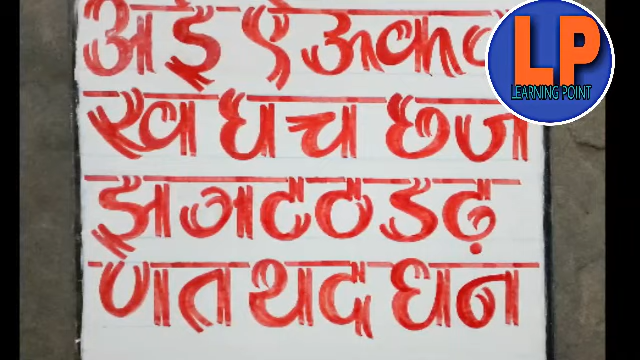 अ ई ऐ ऊ क व
ख घ च छ ज
झ ञ ट ठ ड ढ़
ण त थ द ध न
LP
LEARNING POINT